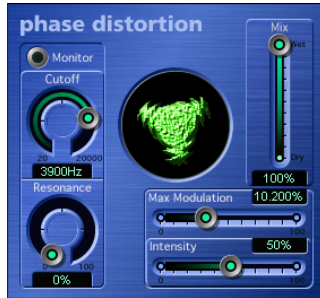 phase distortion
Mix
Monitor
Wet
Cutoff
20 20000
3900Hz
Dry
100%
Resonance
0 100
0%
Max Modulation 10.200%
0 100
Intensity 50%
0 100